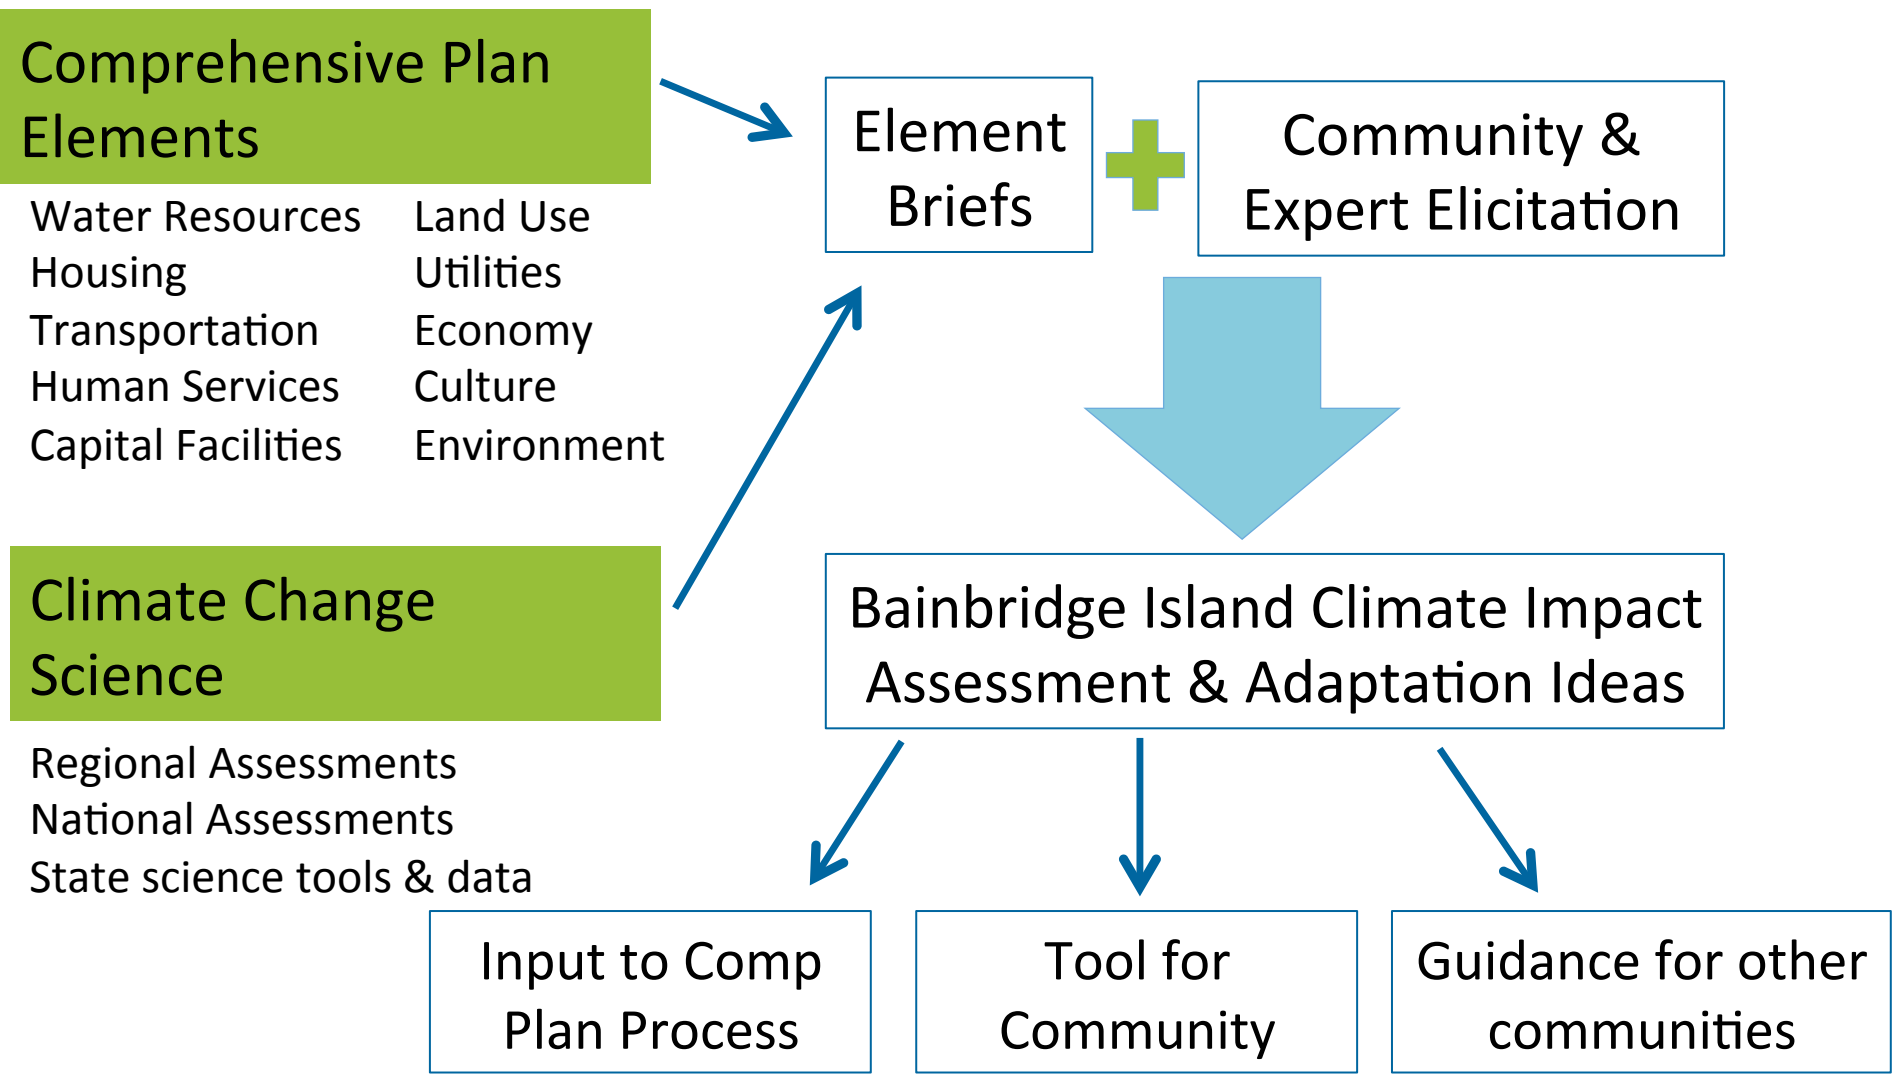 Comprehensive Plan
Elements
Water Resources
Housing
Transportation
Human Services
Capital Facilities
Land Use
Utilities
Economy
Culture
Environment
Climate Change
Science
Regional Assessments
National Assessments
State science tools & data
Element
Briefs
Community &
Expert Elicitation
Bainbridge Island Climate Impact
Assessment & Adaptation Ideas
Input to Comp
Plan Process
Tool for
Community
Guidance for other
communities